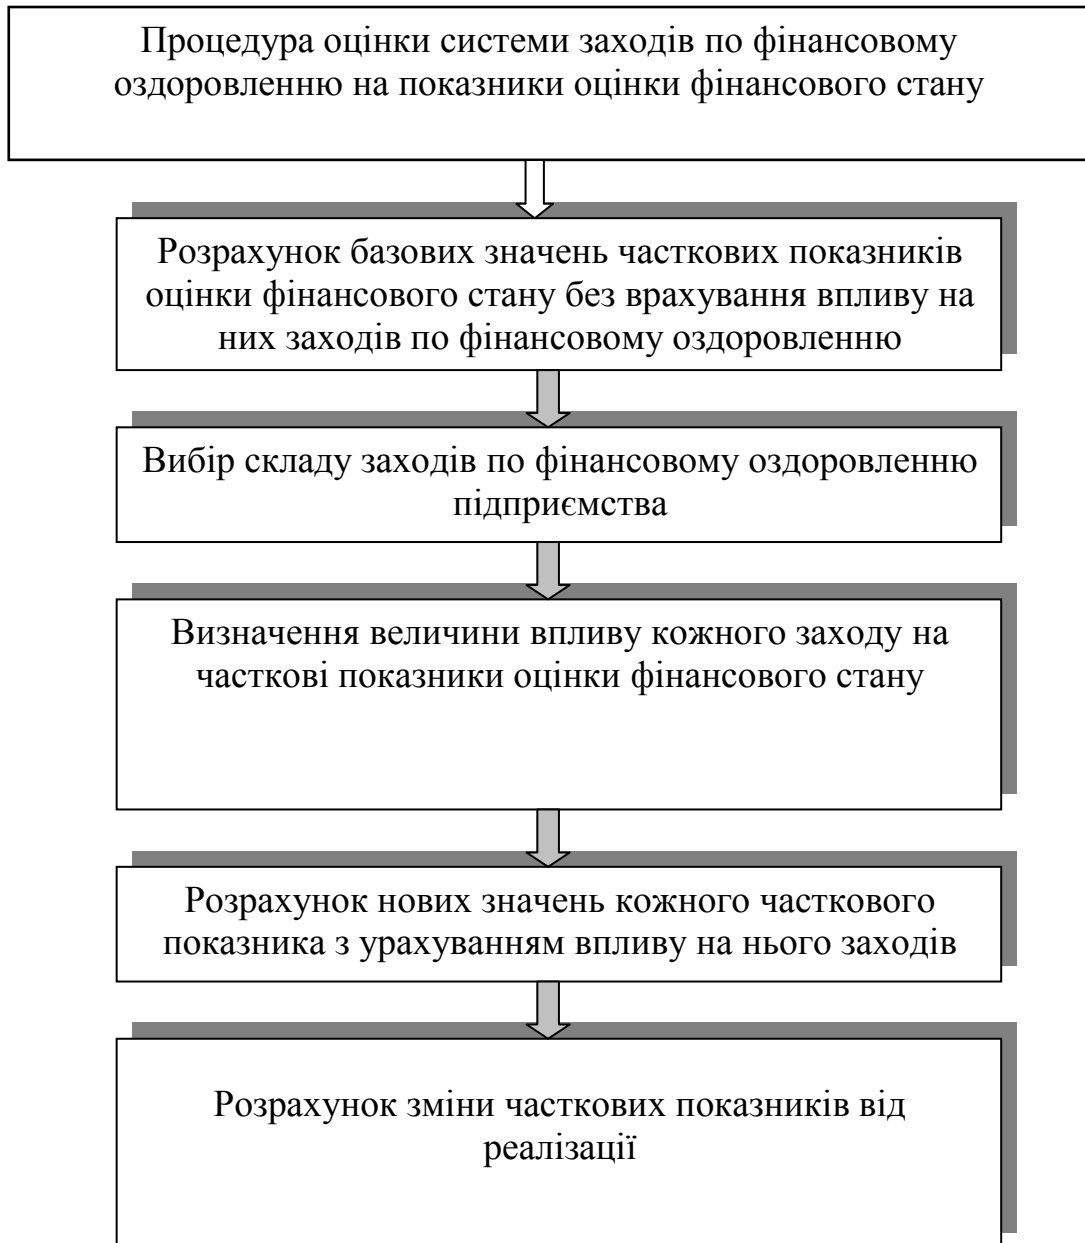 Процедура оцінки системи заходів по фінансовому
оздоровленню на показники оцінки фінансового стану
Розрахунок базових значень часткових показників
оцінки фінансового стану без врахування впливу на
них заходів по фінансовому оздоровленню
Вибір складу заходів по фінансовому оздоровленню
підприємства
Визначення величини впливу кожного заходу на
часткові показники оцінки фінансового стану
Розрахунок нових значень кожного часткового
показника з урахуванням впливу на нього заходів
Розрахунок зміни часткових показників від
реалізації